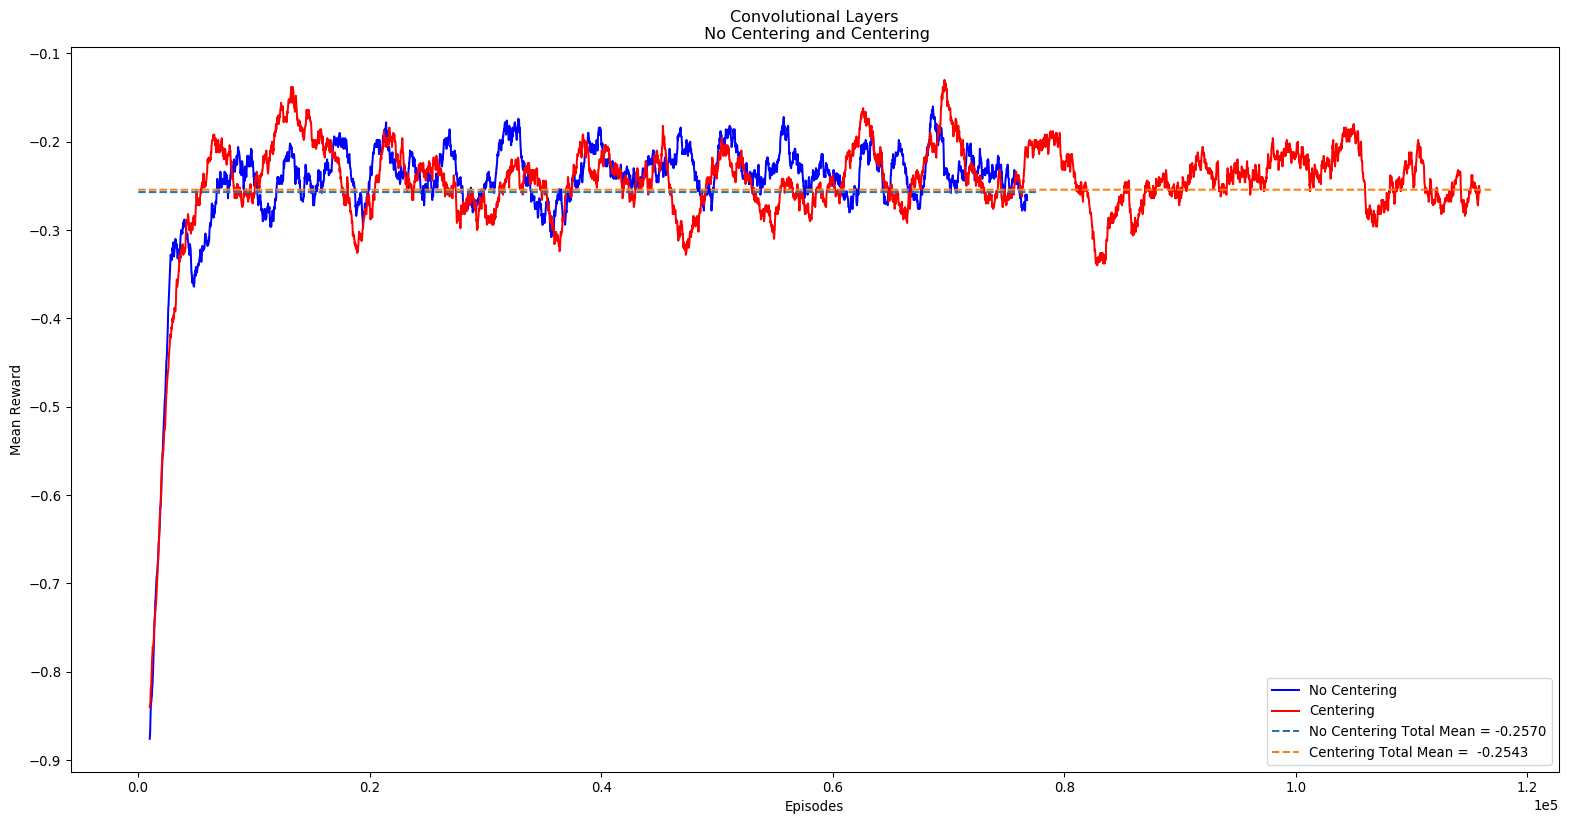 Convolutional Layers
No Centering and Centering
Mean Reward
−0.1
−0.2
−0.3
−0.4
−0.5
−0.6
−0.7
−0.8
−0.9
0.0
0.2
0.4
0.6
0.8
1.0
1.2
1e5
Episodes
No Centering
Centering
No Centering Total Mean = -0.2570
Centering Total Mean =  -0.2543